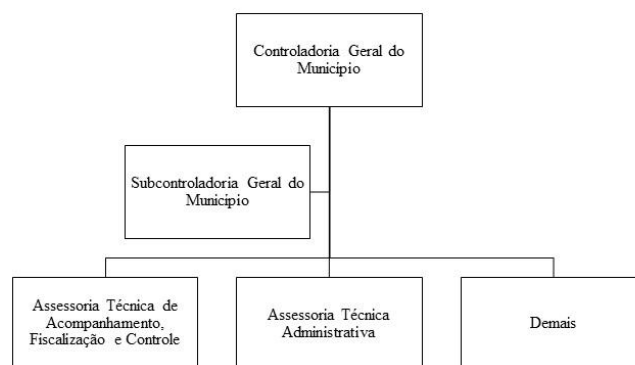 Controladoria Geral do
Município
Subcontroladoria Geral do
Município
Assessoria Técnica de
Acompanhamento,
Fiscalização e Controle
Assessoria Técnica
Administrativa
Demais